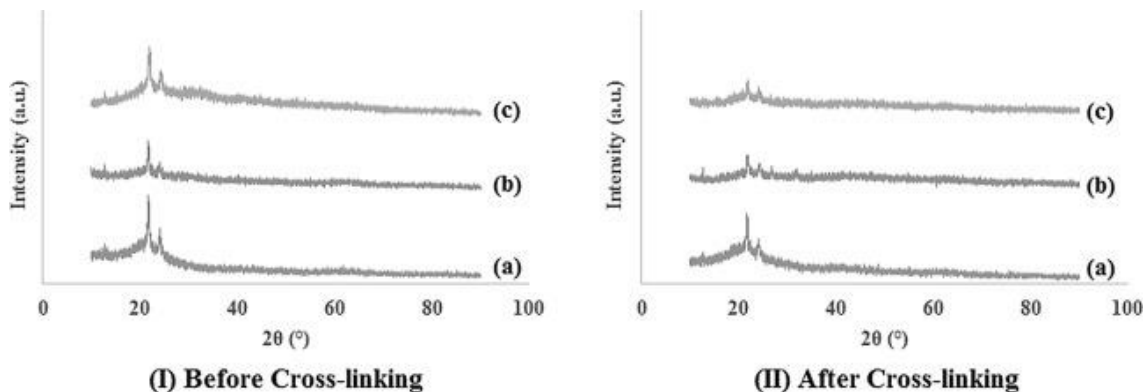 Intensity (a.u.)
(c)
(b)
(a)
0 20 40 60 80 100
2θ (°)
(I) Before Cross-linking
Intensity (a.u.)
(c)
(b)
(a)
0 20 40 60 80 100
2θ (°)
(II) After Cross-linking